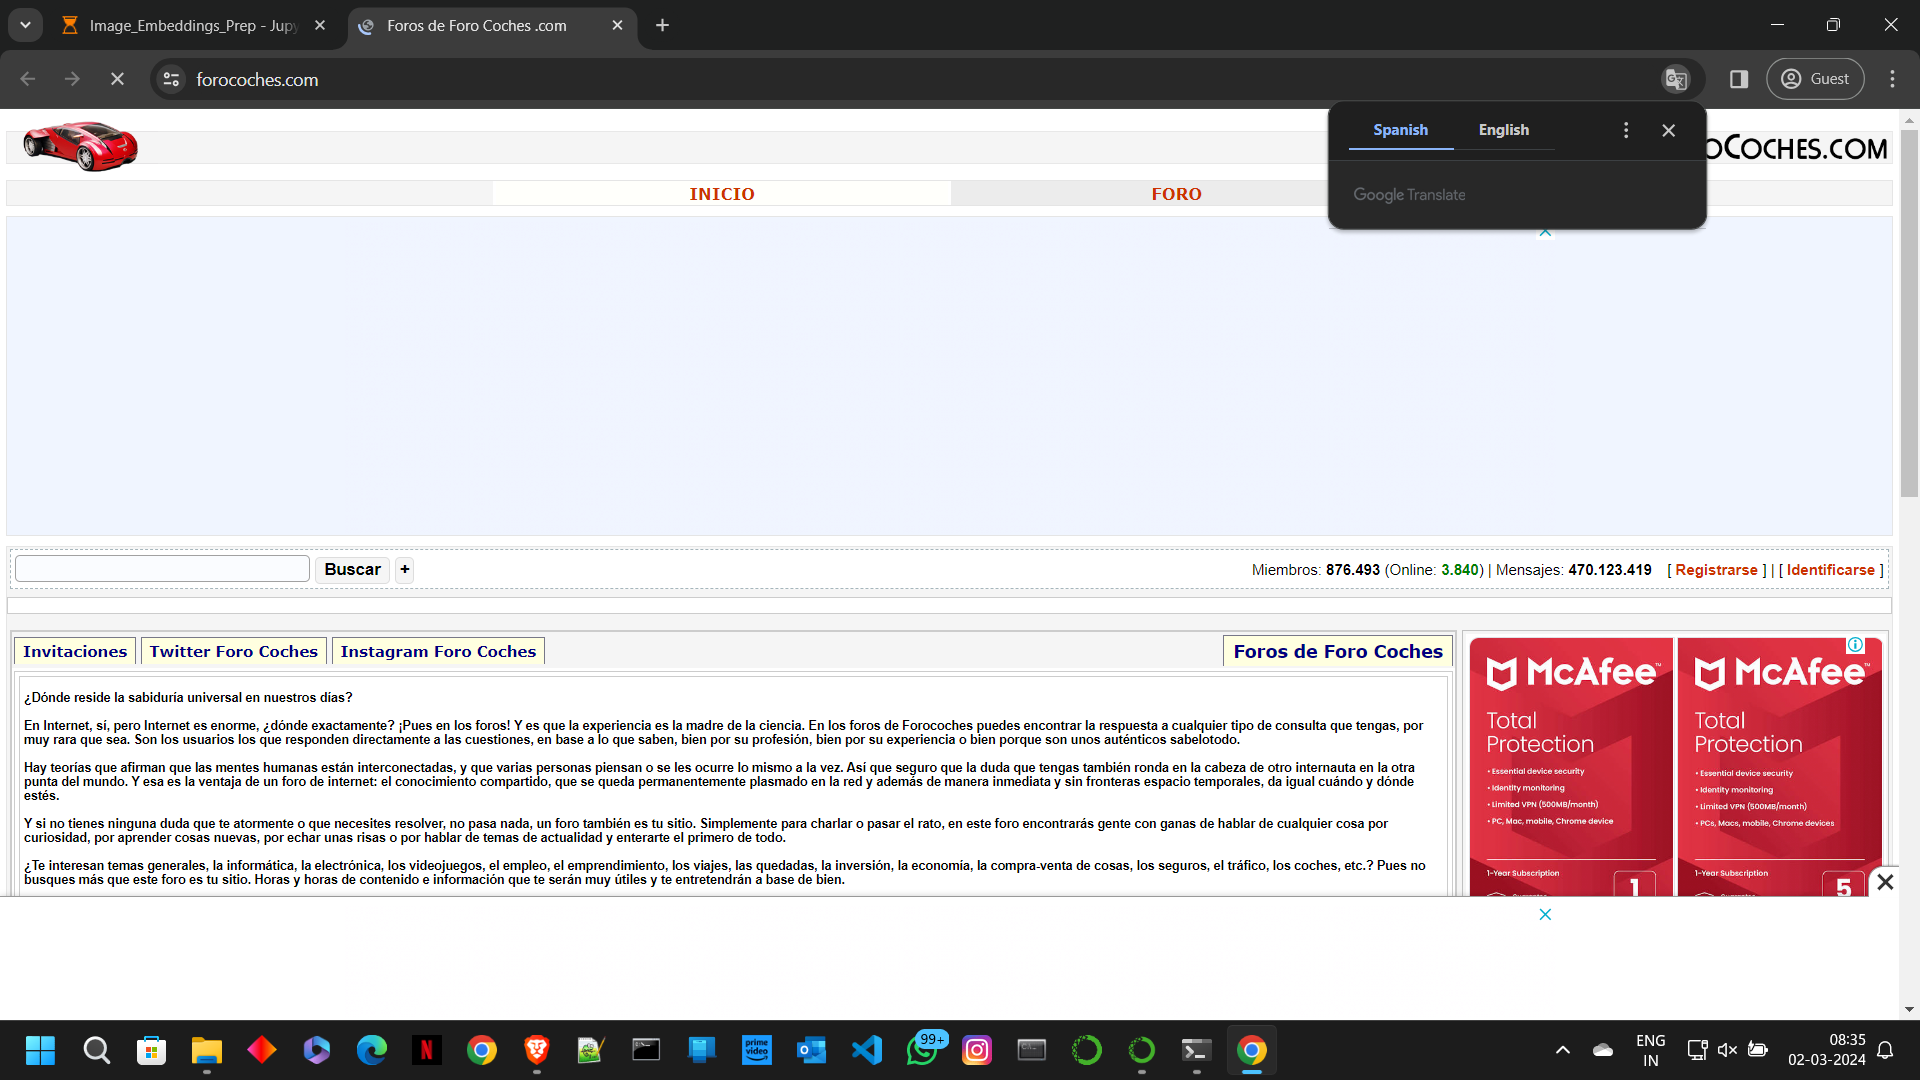 Image_Embeddings_Prep - Jupy
Foros de Foro Coches .com
forocoches.com
Guest
Spanish
English
Google Translate
oCOCHES.COM
INICIO
FORO
Buscar
+
Miembros: 876.493 (Online: 3.840) | Mensajes: 470.123.419 [ Registrarse ] | [ Identificarse ]
Invitaciones
Twitter Foro Coches
Instagram Foro Coches
Foros de Foro Coches
¿Dónde reside la sabiduría universal en nuestros días?
En Internet, sí, pero Internet es enorme, ¿dónde exactamente? ¡Pues en los foros! Y es que la experiencia es la madre de la ciencia. En los foros de Forocoches puedes encontrar la respuesta a cualquier tipo de consulta que tengas, por
muy rara que sea. Son los usuarios los que responden directamente a las cuestiones, en base a lo que saben, bien por su profesión, bien por su experiencia o bien porque son unos auténticos sabelotodo.
Hay teorías que afirman que las mentes humanas están interconectadas, y que varias personas piensan o se les ocurre lo mismo a la vez. Así que seguro que la duda que tengas también ronda en la cabeza de otro internauta en la otra
punta del mundo. Y esa es la ventaja de un foro de internet: el conocimiento compartido, que se queda permanentemente plasmado en la red y además de manera inmediata y sin fronteras espacio temporales, da igual cuándo y dónde
estés.
Y si no tienes ninguna duda que te atormente o que necesites resolver, no pasa nada, un foro también es tu sitio. Simplemente para charlar o pasar el rato, en este foro encontrarás gente con ganas de hablar de cualquier cosa por
curiosidad, por aprender cosas nuevas, por echar unas risas o por hablar de temas de actualidad y enterarte el primero de todo.
¿Te interesan temas generales, la informática, la electrónica, los videojuegos, el empleo, el emprendimiento, los viajes, las quedadas, la inversión, la economía, la compra-venta de cosas, los seguros, el tráfico, los coches, etc.? Pues no
busques más que este foro es tu sitio. Horas y horas de contenido e información que te serán muy útiles y te entretendrán a base de bien.
McAfee™
Total
Protection
• Essential device security
• Identity monitoring
• Limited VPN (500MB/month)
• PC, Mac, mobile, Chrome device
1-Year Subscription
1
McAfee™
Total
Protection
• Essential device security
• Identity monitoring
• Limited VPN (500MB/month)
• PCs, Macs, mobile, Chrome devices
1-Year Subscription
5
prime
video
99+
ENG
IN
08:35
02-03-2024